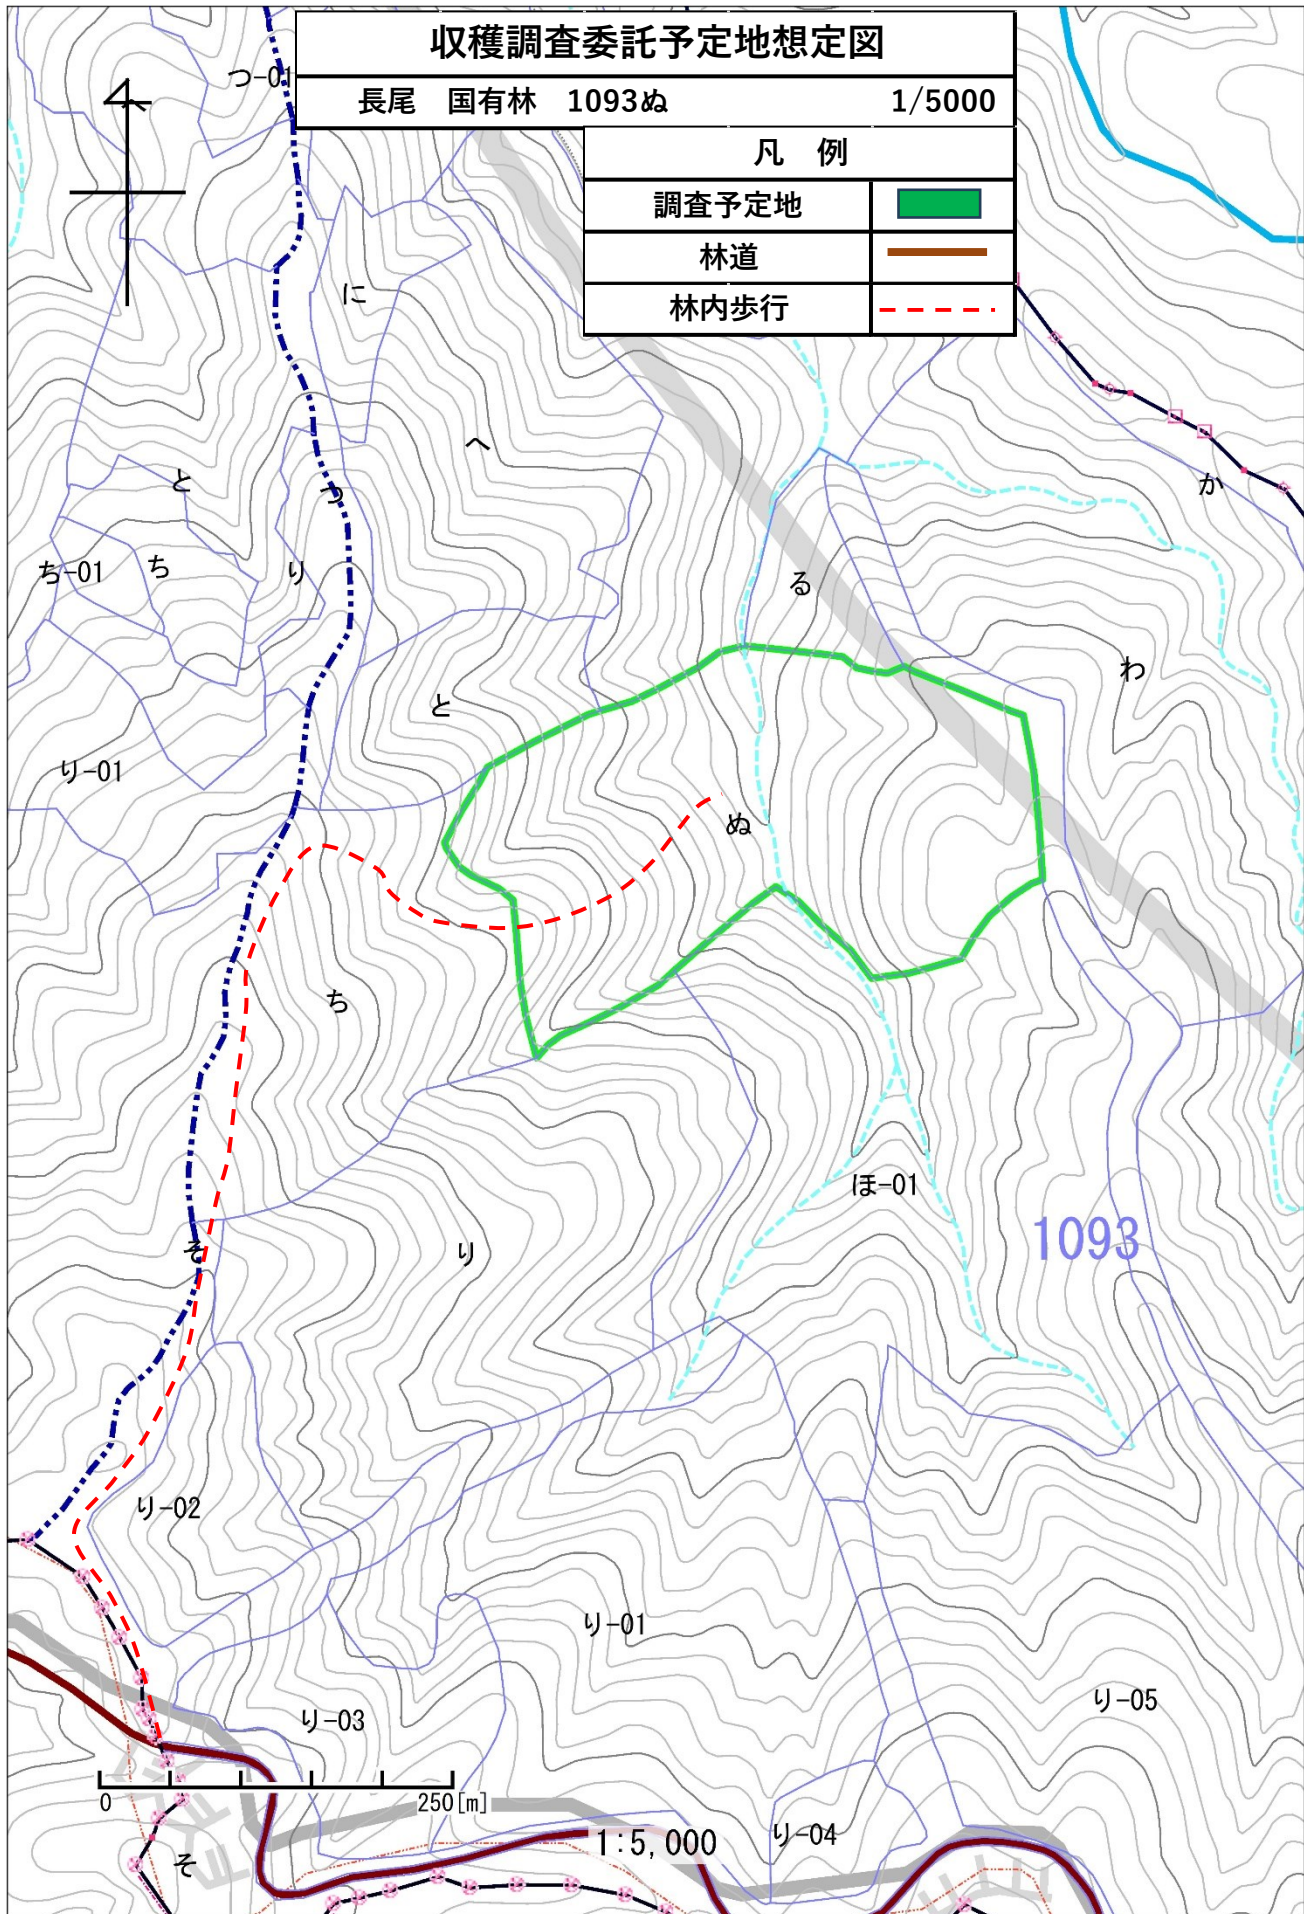 収穫調査委託予定地想定図
長尾　国有林　1093ぬ　1/5000
凡　例
調査予定地
林道
林内歩行
つ-01
に
へ
と
つ
か
ち-01
ち
り
る
わ
と
り-01
ぬ
ち
ほ-01
1093
そ
り
り-02
り-01
り-05
り-03
0
250[m]
1:5,000
り-04
そ